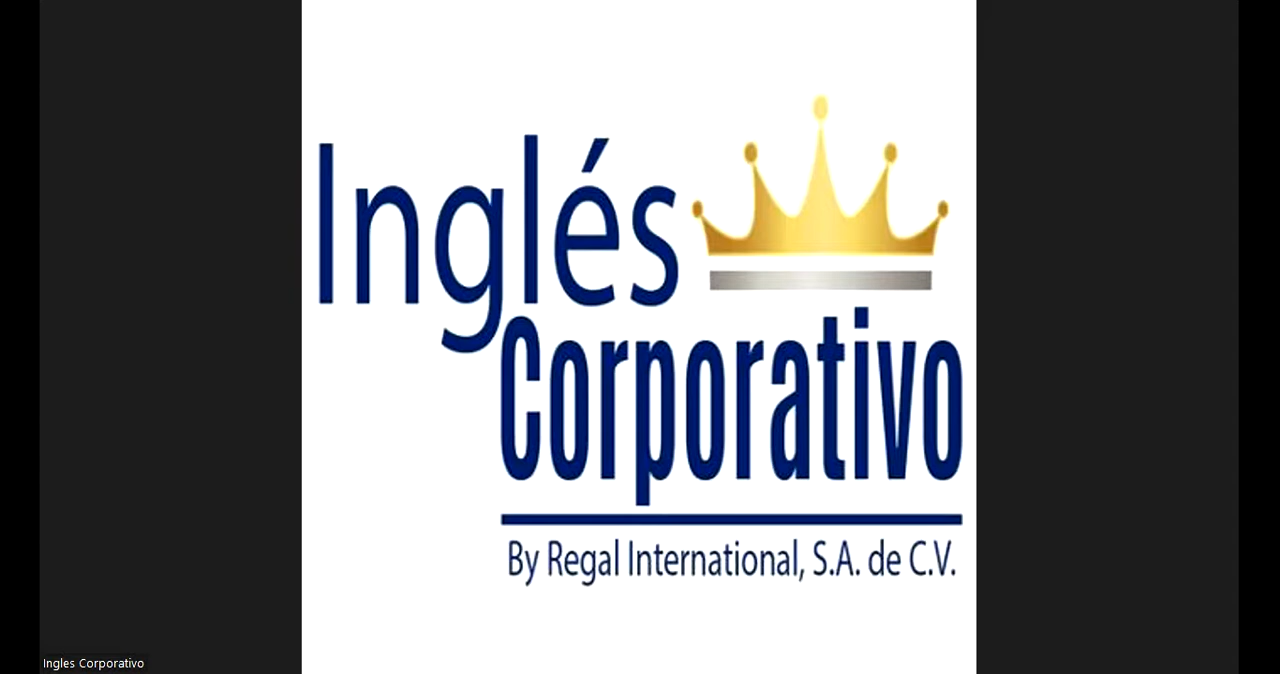 Inglés
Corporativo
By Regal International, S.A. de C.V.
Ingles Corporativo